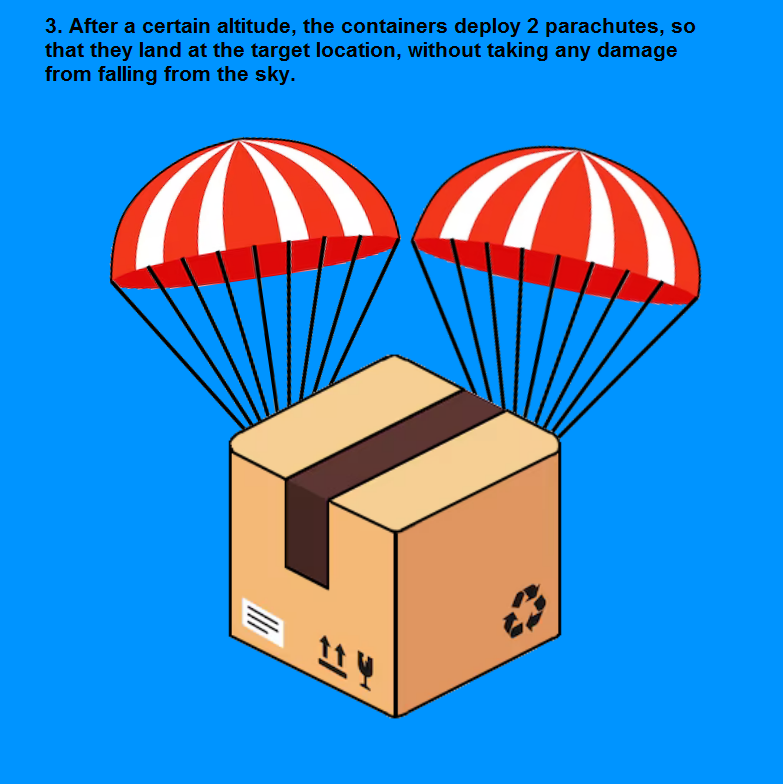 3. After a certain altitude, the containers deploy 2 parachutes, so
that they land at the target location, without taking any damage
from falling from the sky.